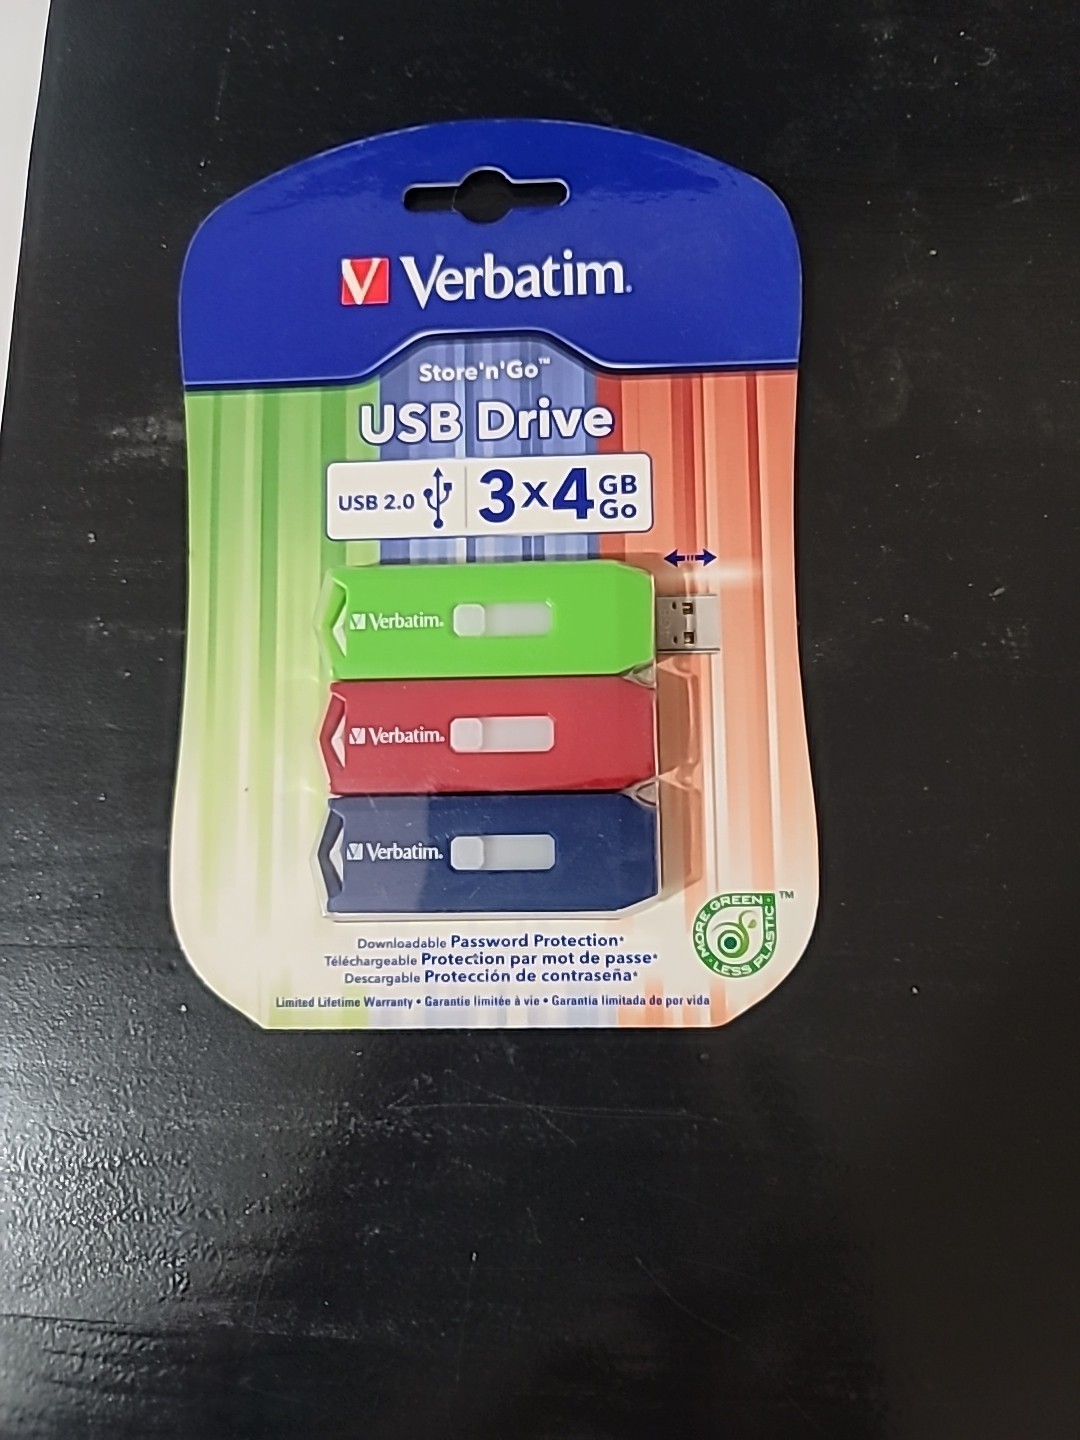 V Verbatim.
Store'n'Go™
USB Drive
USB 2.0 3x4 GB Go
Verbatim.
Verbatim.
Verbatim.
MORE GREEN • LESS PLASTIC • ™
Downloadable Password Protection*
Téléchargeable Protection par mot de passe*
Descargable Protección de contraseña*
Limited Lifetime Warranty • Garantie limitée à vie • Garantia limitada de por vida